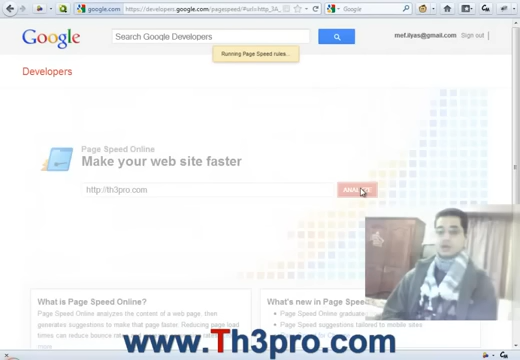 google.com
https://developers.google.com/pagespeed/#url=http_3A_
Google
Google
Search Google Developers
mef.ilyas@gmail.com
Sign out
Running Page Speed rules...
Developers
Page Speed Online
Make your web site faster
http://th3pro.com
ANALYZE
What is Page Speed Online?
Page Speed Online analyzes the content of a web page, then
generates suggestions to make that page faster. Reducing page load
times can reduce bounce
What's new in Page Speed
Page Speed Online graduate
Page Speed suggestions tailored to mobile sites
www.Th3pro.com